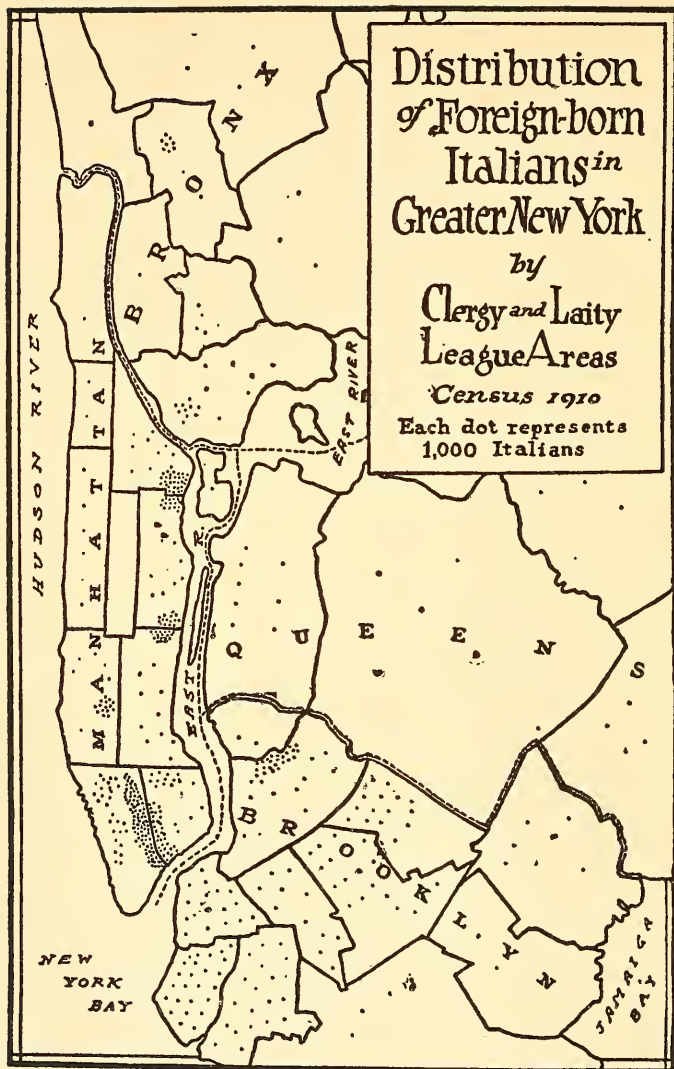 Distribution
of Foreign-born
Italians in
Greater New York
by
Clergy and Laity
League Areas
Census 1910
Each dot represents
1,000 Italians
BRONX
HUDSON RIVER
MANHATTAN
EAST RIVER
EAST R
QUEENS
BROOKLYN
NEW
YORK
BAY
JAMAICA
BAY